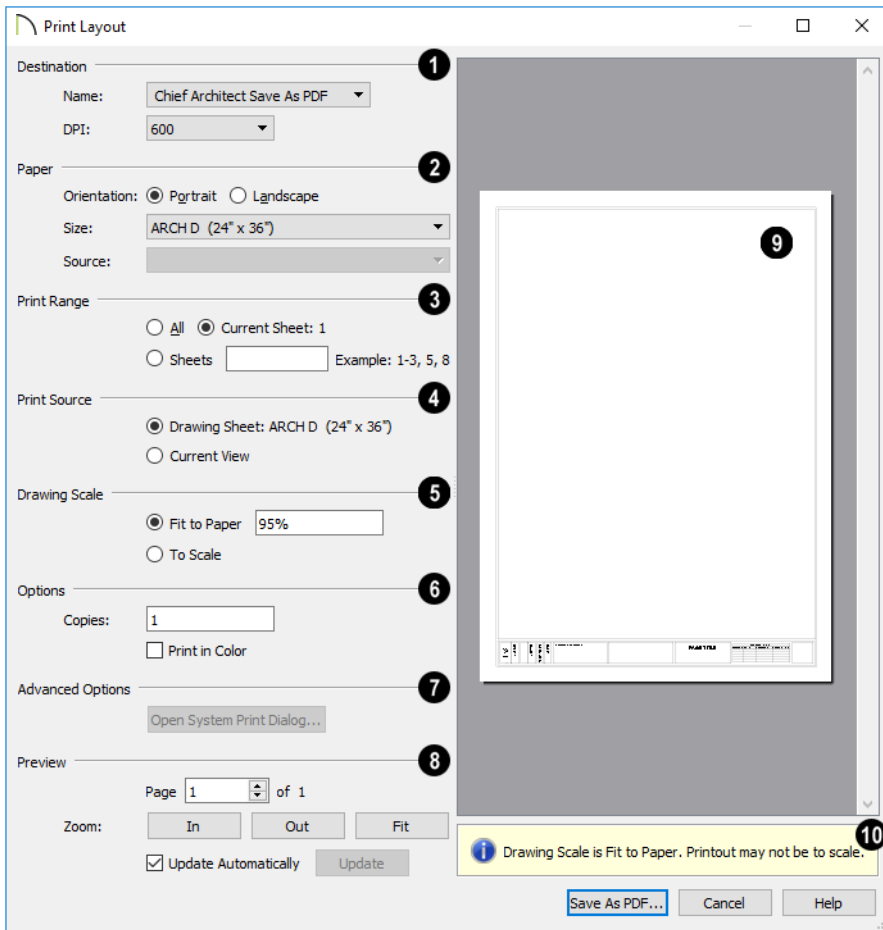 Print Layout
Destination 1
Name: Chief Architect Save As PDF
DPI: 600
Paper 2
Orientation: Portrait Landscape
Size: ARCH D (24" x 36")
Source:
Print Range 3
All Current Sheet: 1
Sheets Example: 1-3, 5, 8
Print Source 4
Drawing Sheet: ARCH D (24" x 36")
Current View
Drawing Scale 5
Fit to Paper 95%
To Scale
Options 6
Copies: 1
Print in Color
Advanced Options 7
Open System Print Dialog...
Preview 8
Page 1 of 1
Zoom: In Out Fit
Update Automatically Update
9
10
Drawing Scale is Fit to Paper. Printout may not be to scale.
Save As PDF... Cancel Help